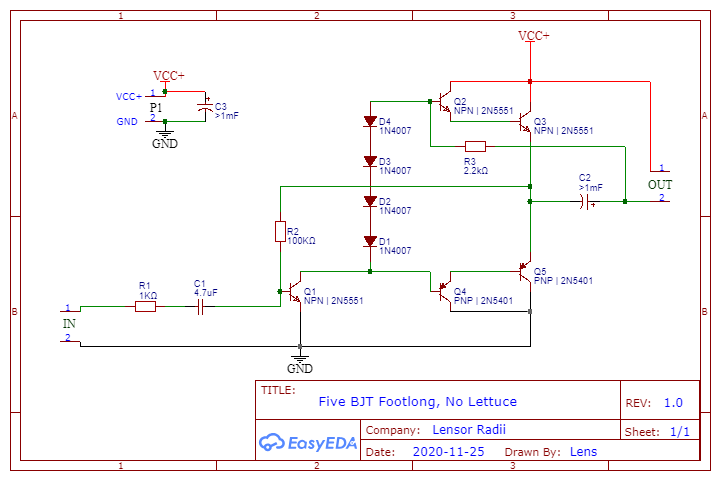 1 2 3
A A
B B
VCC+
VCC+ 1
P1
GND 2
GND
C3
>1mF
VCC+
Q2
NPN | 2N5551
Q3
NPN | 2N5551
D4
1N4007
D3
1N4007
R3
2.2kΩ
D2
1N4007
C2
>1mF
1
OUT
2
R2
100KΩ
D1
1N4007
Q1
NPN | 2N5551
Q4
PNP | 2N5401
Q5
PNP | 2N5401
R1
1KΩ
C1
4.7uF
1
IN
2
GND
TITLE:
Five BJT Footlong, No Lettuce
REV: 1.0
EasyEDA
Company: Lensor Radii
Sheet: 1/1
Date: 2020-11-25 Drawn By: Lens
1 2 3